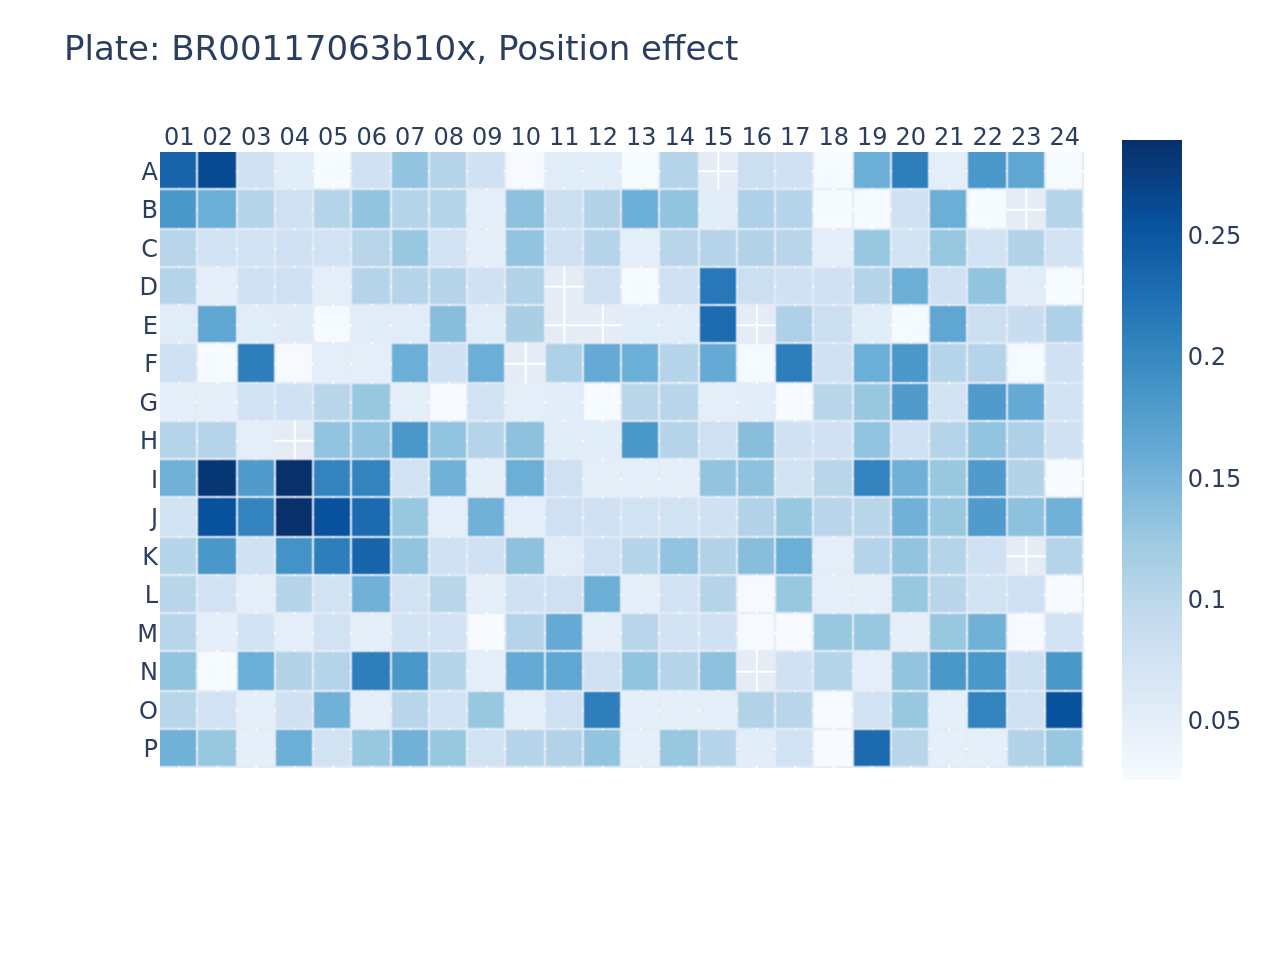 Plate: BR00117063b10x, Position effect
01 02 03 04 05 06 07 08 09 10 11 12 13 14 15 16 17 18 19 20 21 22 23 24
A
B
C
D
E
F
G
H
I
J
K
L
M
N
O
P
0.25
0.2
0.15
0.1
0.05